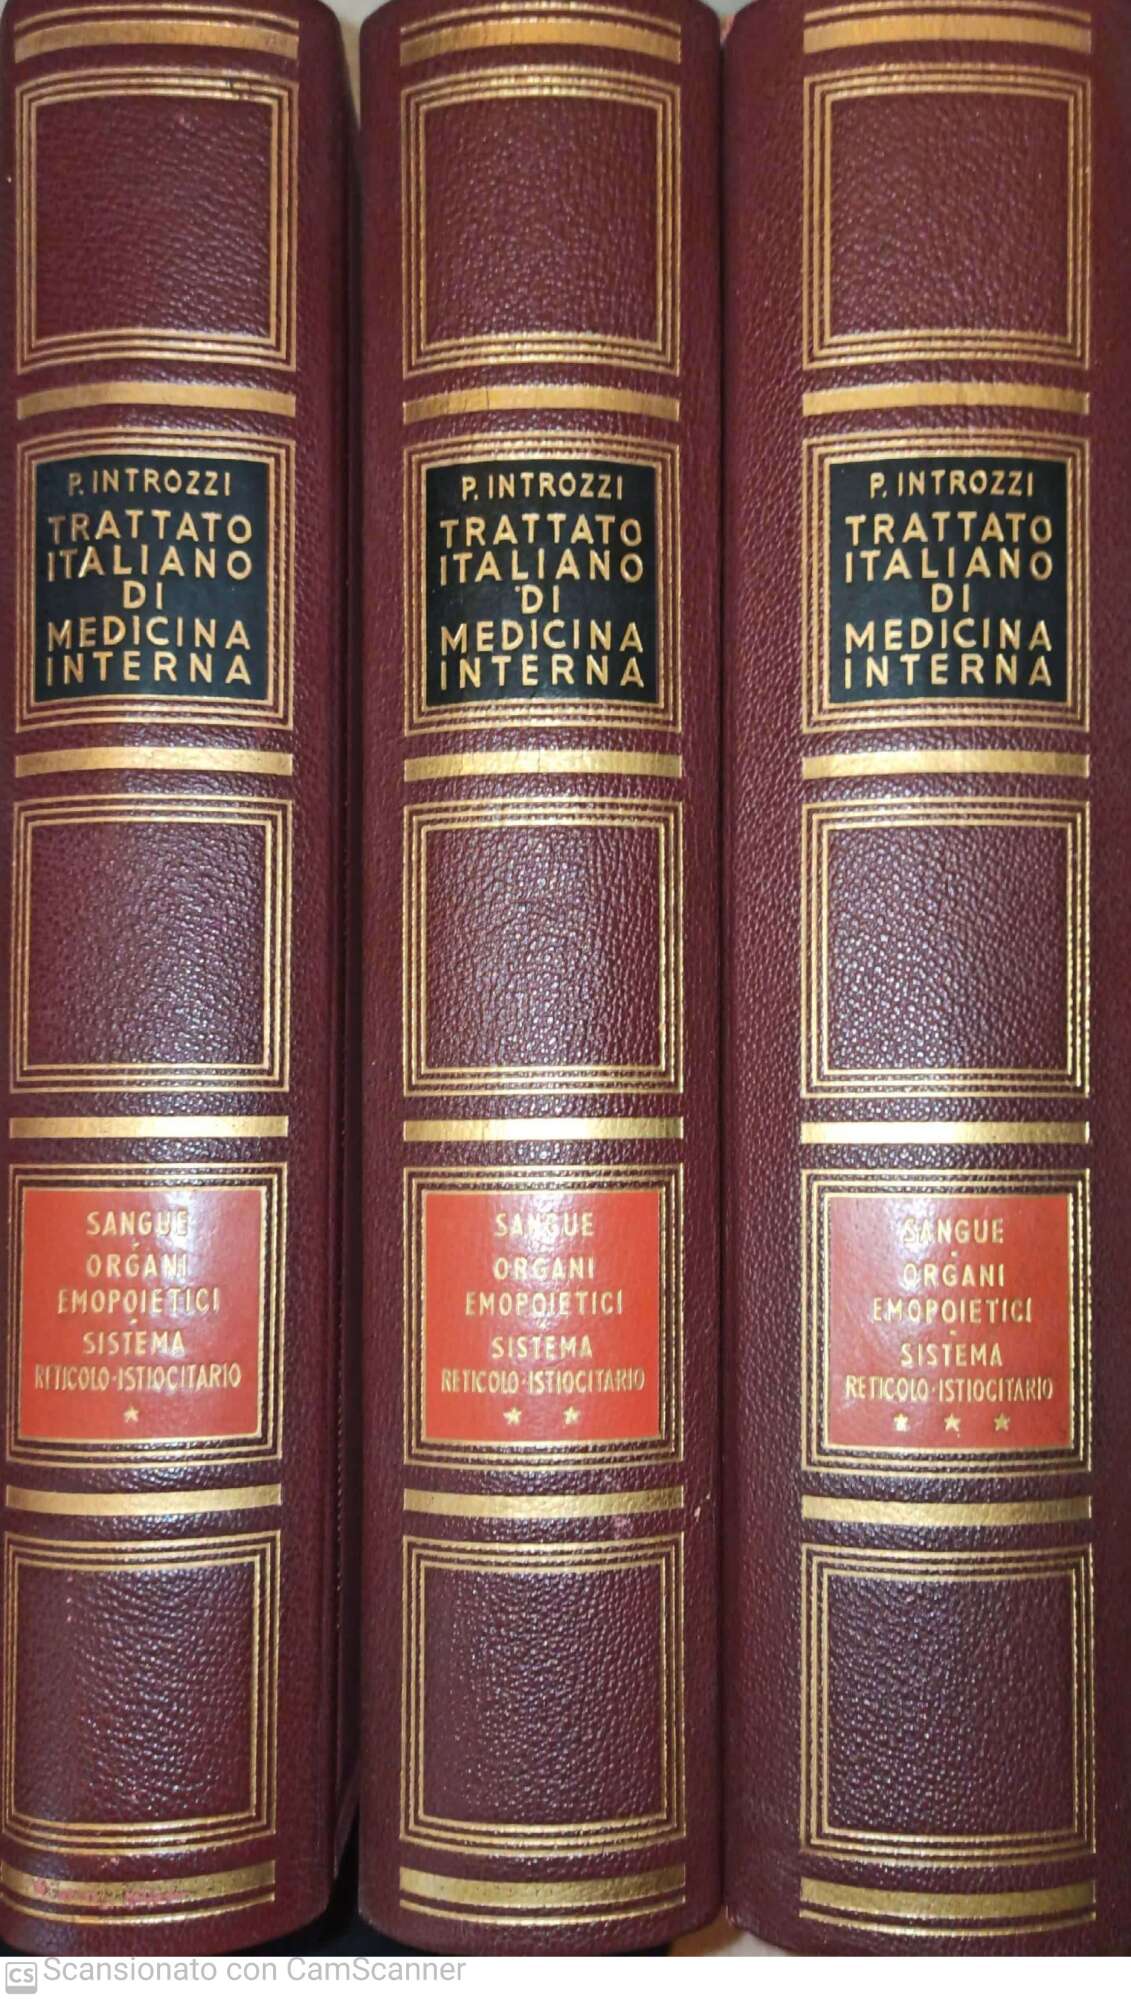 P. INTROZZI
TRATTATO
ITALIANO
DI
MEDICINA
INTERNA
SANGUE
-
ORGANI
EMOPOIETICI
-
SISTEMA
RETICOLO-ISTIOCITARIO
★
P. INTROZZI
TRATTATO
ITALIANO
DI
MEDICINA
INTERNA
SANGUE
-
ORGANI
EMOPOIETICI
-
SISTEMA
RETICOLO-ISTIOCITARIO
★ ★
P. INTROZZI
TRATTATO
ITALIANO
DI
MEDICINA
INTERNA
SANGUE
-
ORGANI
EMOPOIETICI
-
SISTEMA
RETICOLO-ISTIOCITARIO
★ ★ ★
CS Scansionato con CamScanner